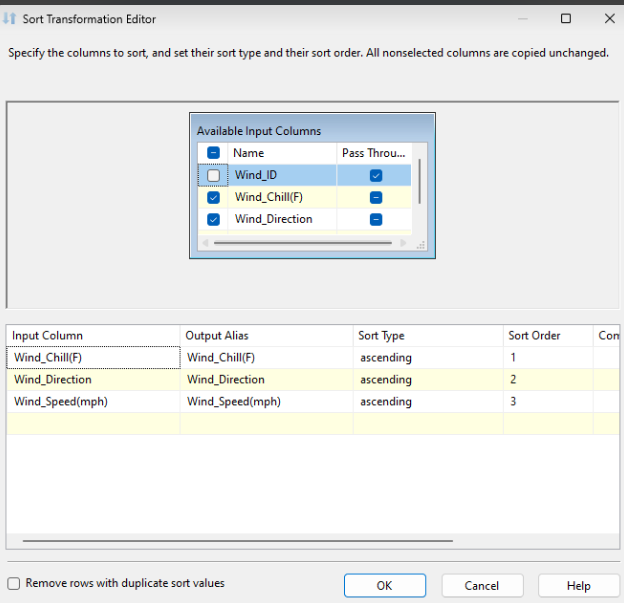 Sort Transformation Editor
Specify the columns to sort, and set their sort type and their sort order. All nonselected columns are copied unchanged.
Available Input Columns
Name Pass Throu...
Wind_ID
Wind_Chill(F)
Wind_Direction
Input Column Output Alias Sort Type Sort Order Com
Wind_Chill(F) Wind_Chill(F) ascending 1
Wind_Direction Wind_Direction ascending 2
Wind_Speed(mph) Wind_Speed(mph) ascending 3
Remove rows with duplicate sort values
OK Cancel Help